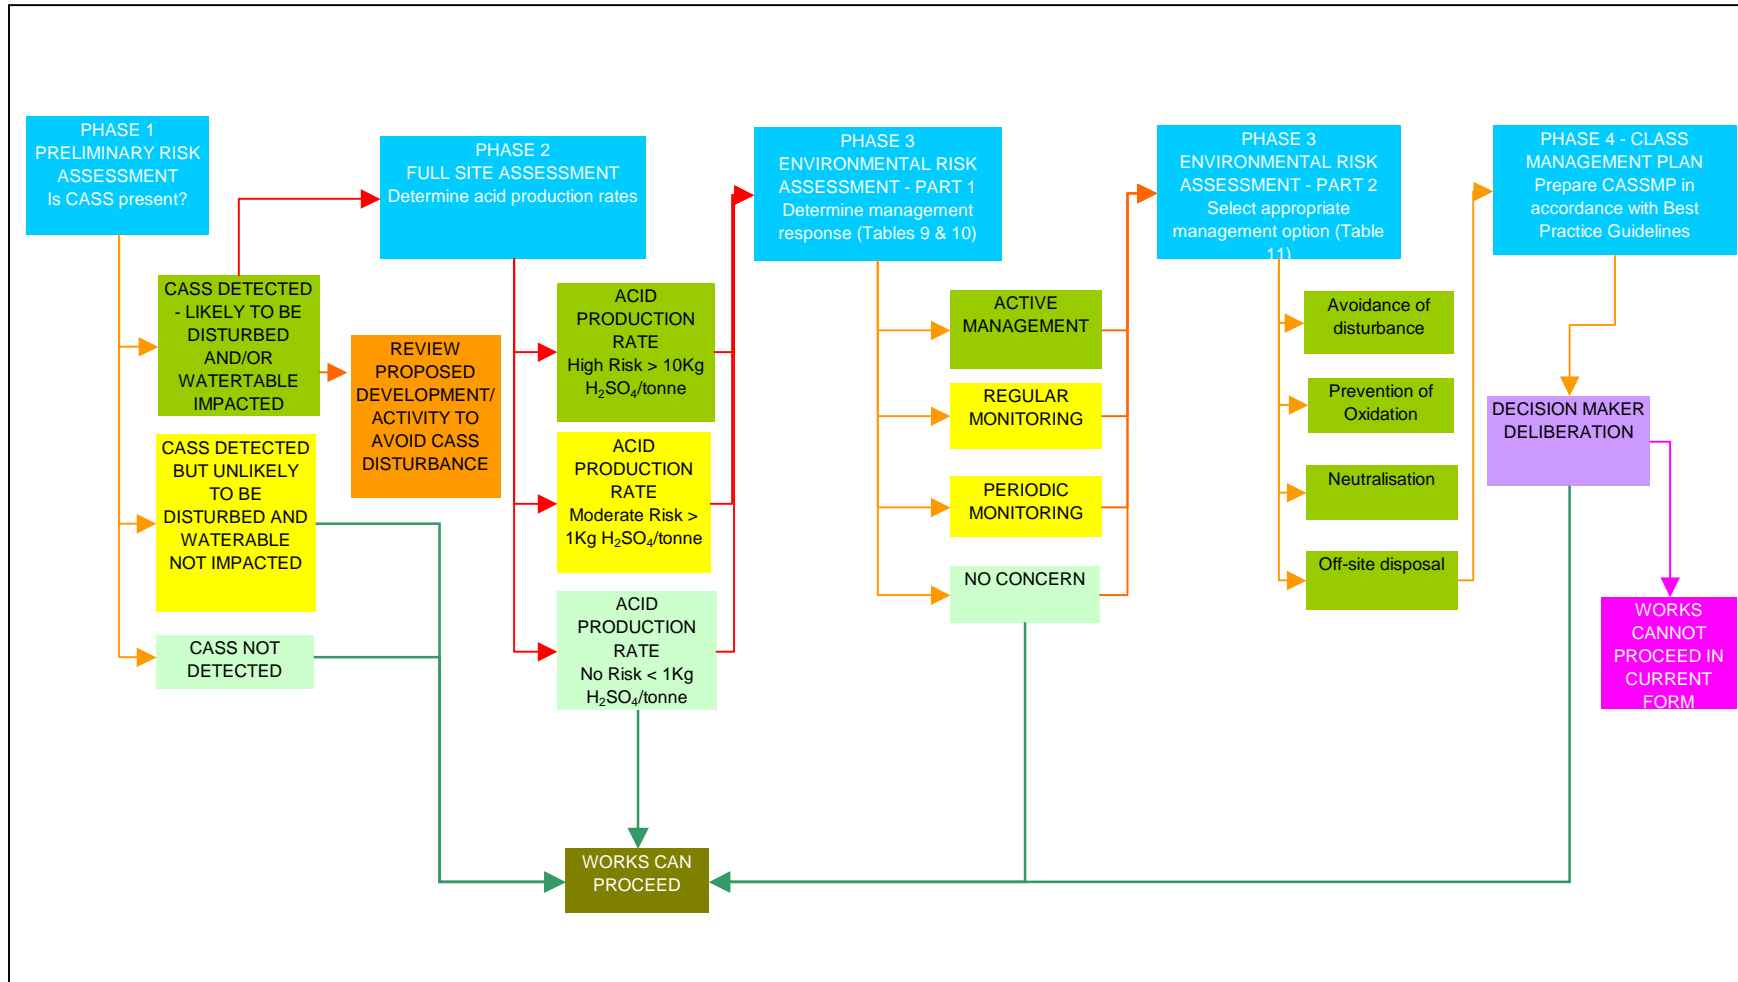 PHASE 1
PRELIMINARY RISK
ASSESSMENT
Is CASS present?
CASS DETECTED
- LIKELY TO BE
DISTURBED
AND/OR
WATERTABLE
IMPACTED
CASS DETECTED
BUT UNLIKELY
TO BE
DISTURBED AND
WATERABLE
NOT IMPACTED
CASS NOT
DETECTED
REVIEW
PROPOSED
DEVELOPMENT/
ACTIVITY TO
AVOID CASS
DISTURBANCE
PHASE 2
FULL SITE ASSESSMENT
Determine acid production rates
ACID
PRODUCTION
RATE
High Risk > 10Kg
H₂SO₄/tonne
ACID
PRODUCTION
RATE
Moderate Risk >
1Kg H₂SO₄/tonne
ACID
PRODUCTION
RATE
No Risk < 1Kg
H₂SO₄/tonne
WORKS CAN
PROCEED
PHASE 3
ENVIRONMENTAL RISK
ASSESSMENT - PART 1
Determine management
response (Tables 9 & 10)
ACTIVE
MANAGEMENT
REGULAR
MONITORING
PERIODIC
MONITORING
NO CONCERN
PHASE 3
ENVIRONMENTAL RISK
ASSESSMENT - PART 2
Select appropriate
management option (Table
11)
Avoidance of
disturbance
Prevention of
Oxidation
Neutralisation
Off-site disposal
PHASE 4 - CLASS
MANAGEMENT PLAN
Prepare CASSMP in
accordance with Best
Practice Guidelines
DECISION MAKER
DELIBERATION
WORKS
CANNOT
PROCEED IN
CURRENT
FORM